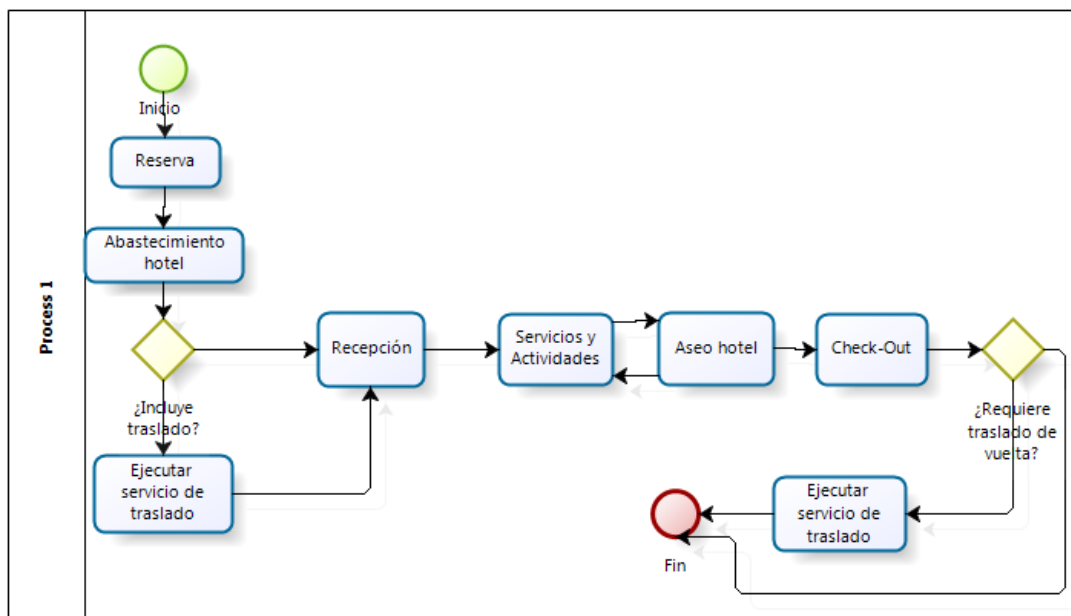 Process 1
Inicio
Reserva
Abastecimiento
hotel
¿Incluye
traslado?
Ejecutar
servicio de
traslado
Recepción
Servicios y
Actividades
Aseo hotel
Check-Out
¿Requiere
traslado de
vuelta?
Ejecutar
servicio de
traslado
Fin